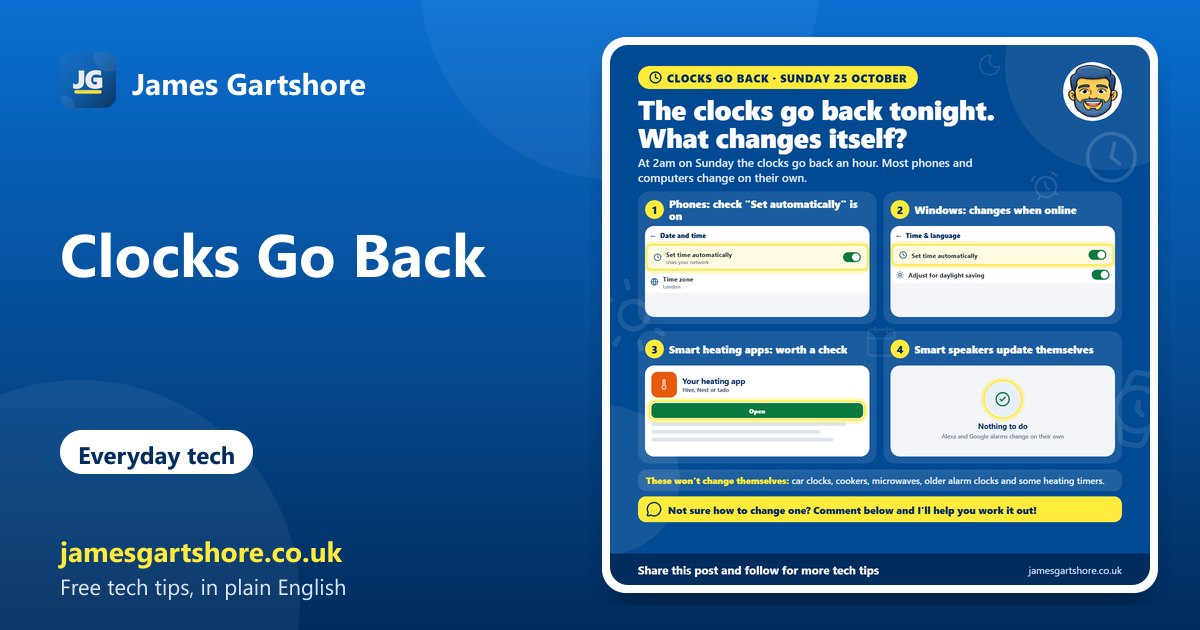 JG
James Gartshore
Clocks Go Back
Everyday tech
jamesgartshore.co.uk
Free tech tips, in plain English
CLOCKS GO BACK · SUNDAY 25 OCTOBER
The clocks go back tonight.
What changes itself?
At 2am on Sunday the clocks go back an hour. Most phones and
computers change on their own.
1 Phones: check "Set automatically" is
on
← Date and time
Set time automatically
Uses your network
Time zone
London
2 Windows: changes when online
← Time & language
Set time automatically
Adjust for daylight saving
3 Smart heating apps: worth a check
Your heating app
Hive, Nest or tado
Open
4 Smart speakers update themselves
Nothing to do
Alexa and Google alarms change on their own
These won't change themselves: car clocks, cookers, microwaves, older alarm clocks and some heating timers.
Not sure how to change one? Comment below and I'll help you work it out!
Share this post and follow for more tech tips
jamesgartshore.co.uk